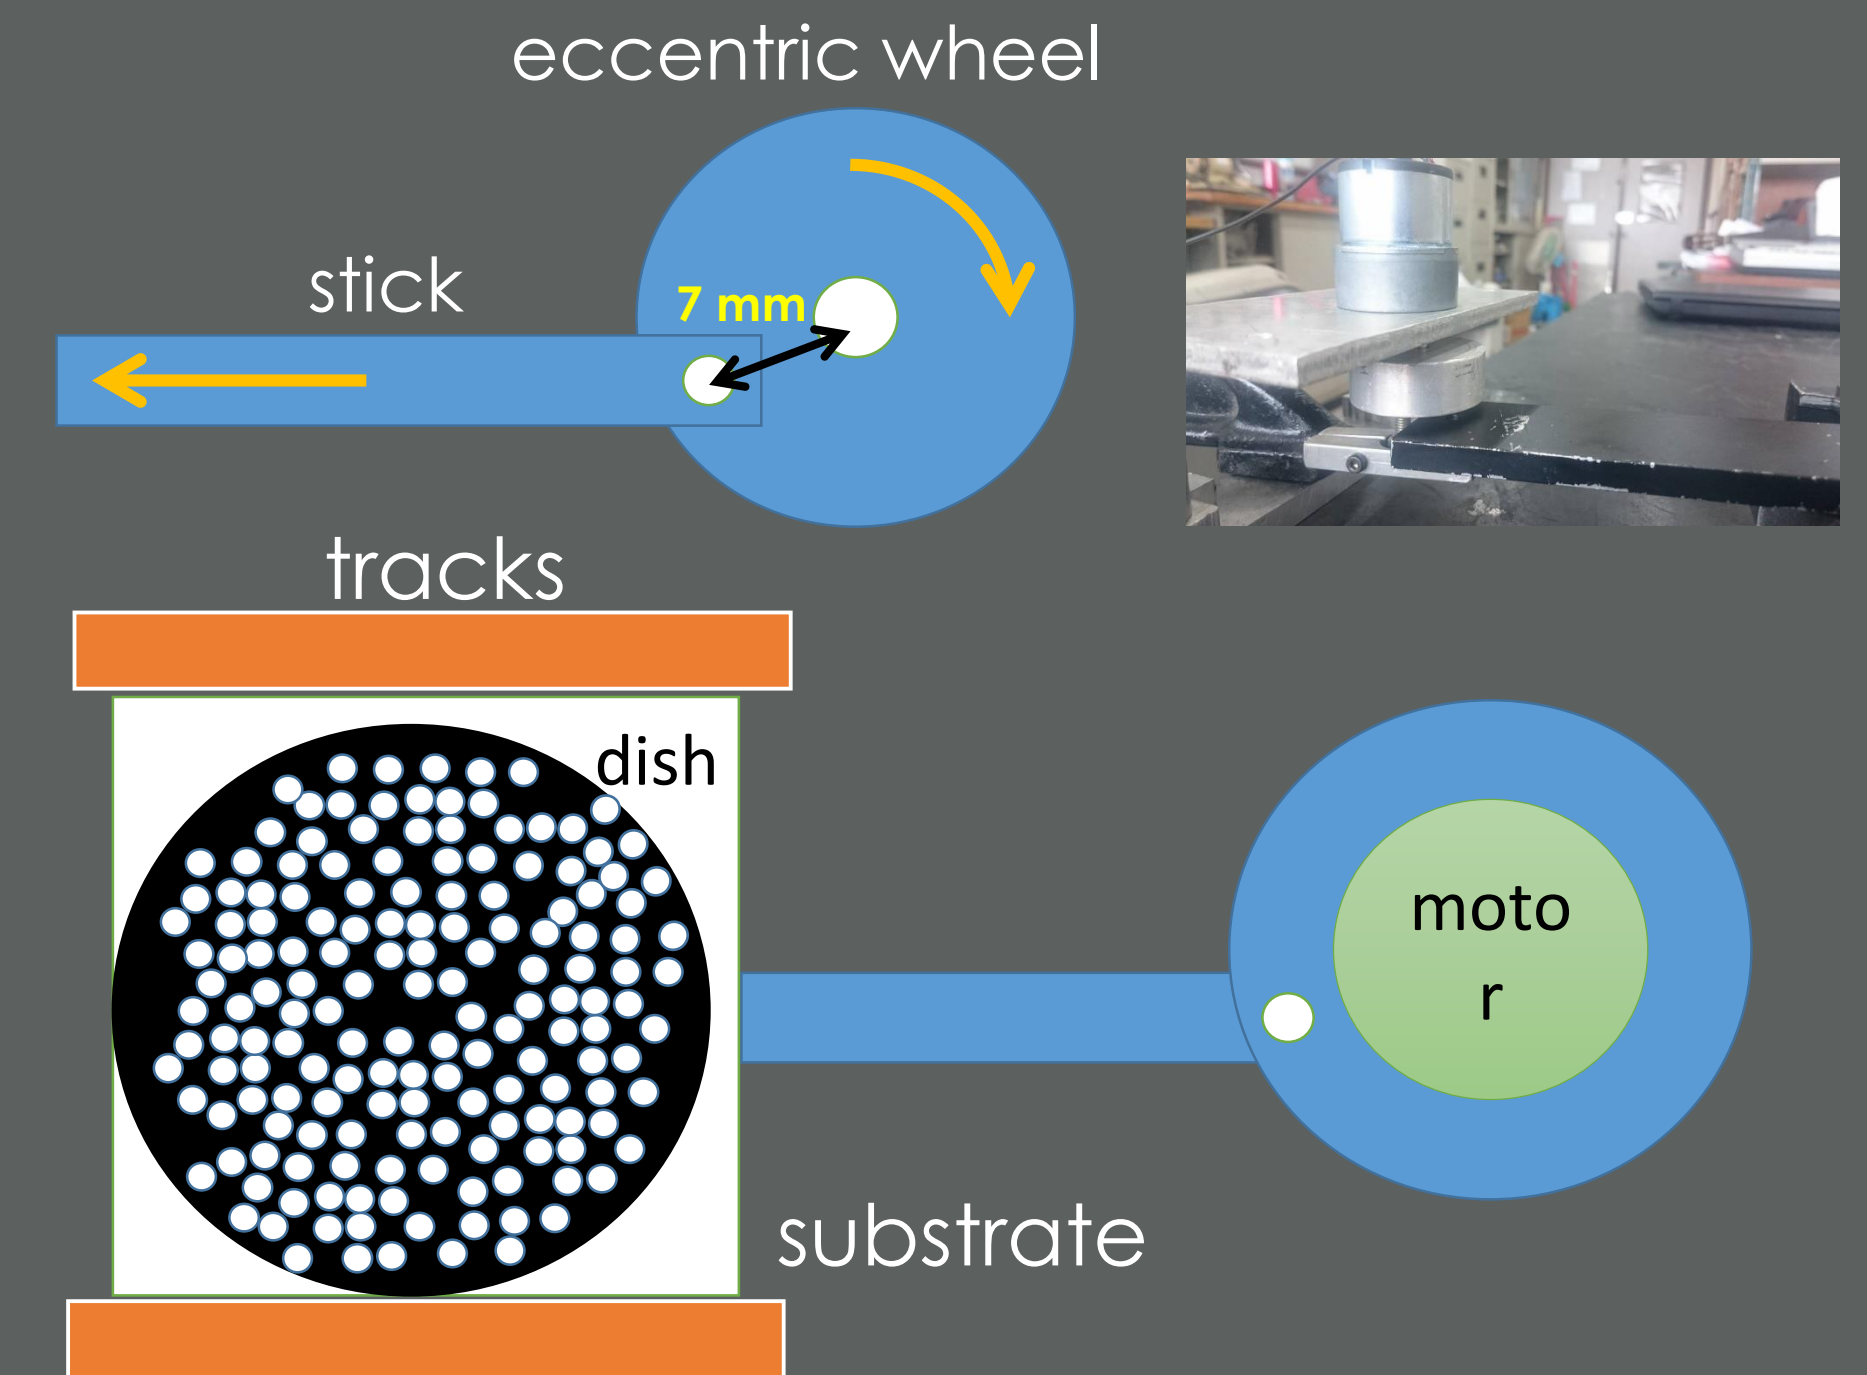 eccentric wheel
stick
7 mm
tracks
dish
moto
r
substrate